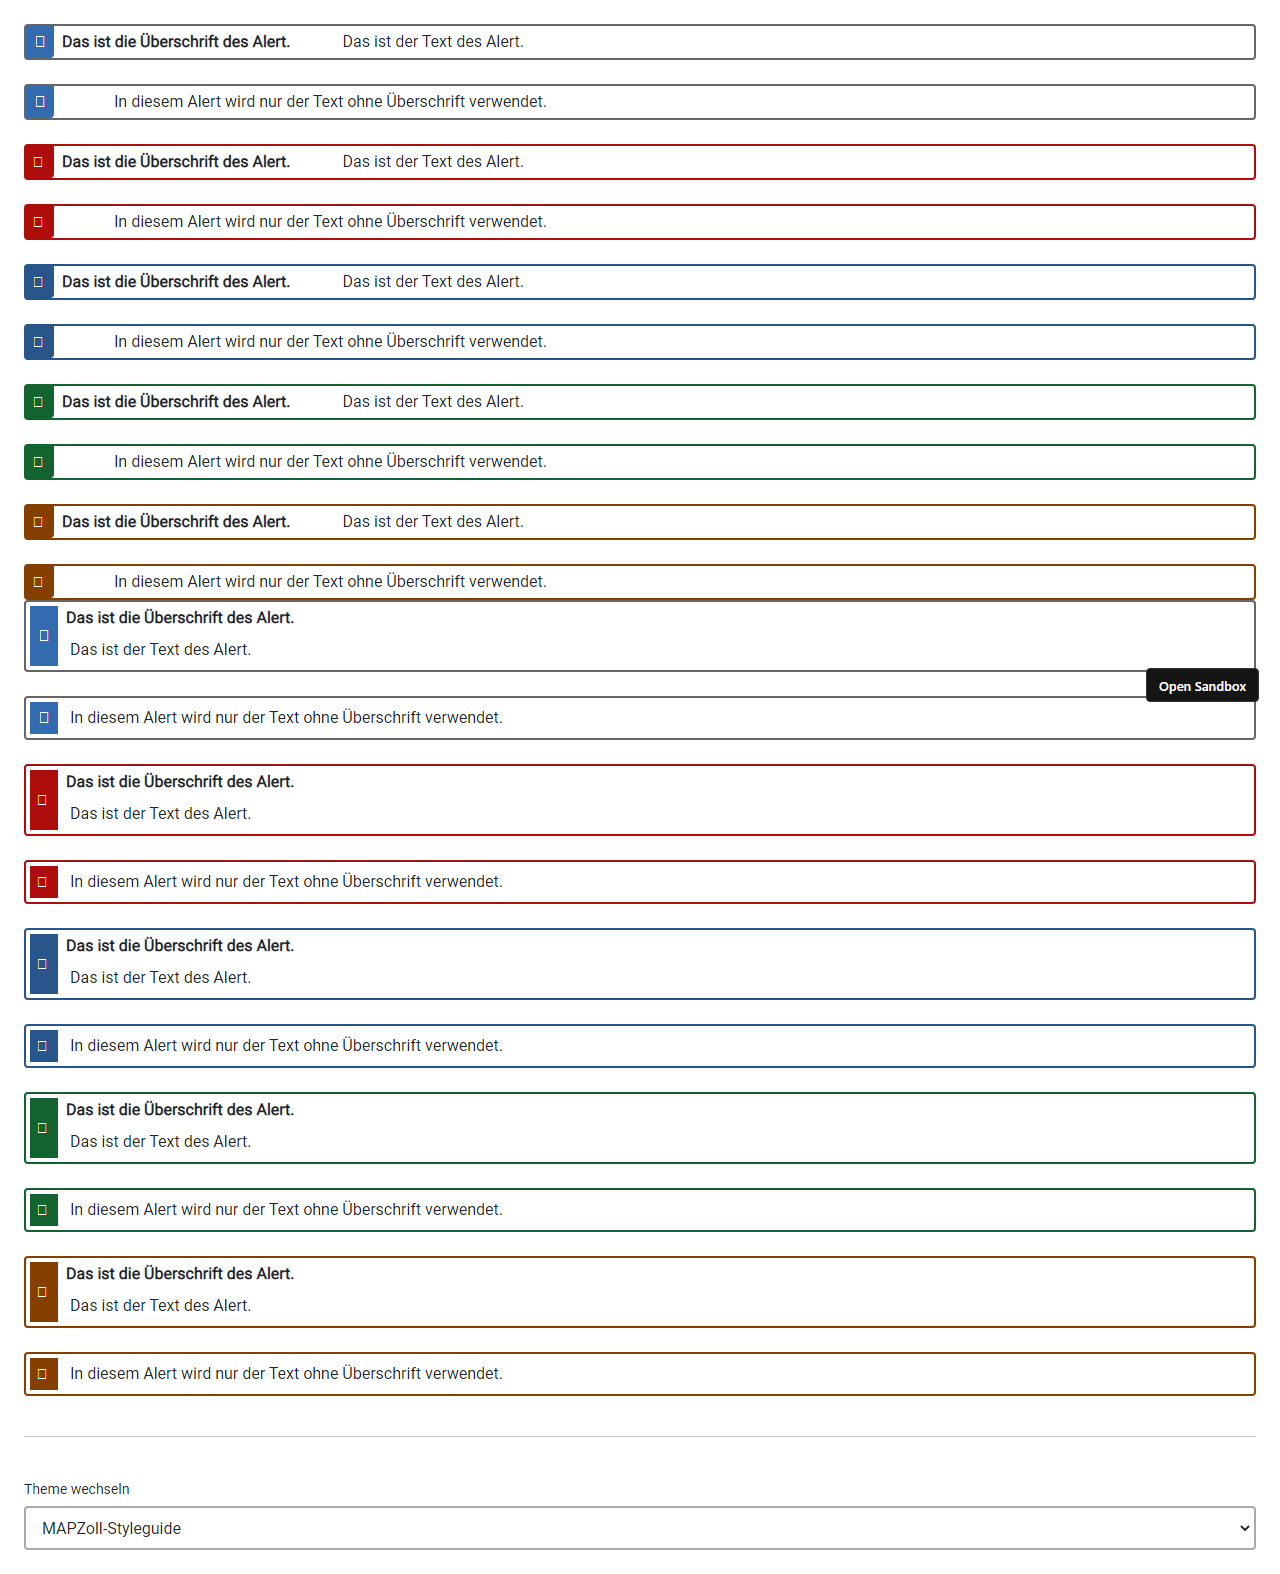 Das ist die Überschrift des Alert. Das ist der Text des Alert.
In diesem Alert wird nur der Text ohne Überschrift verwendet.
Das ist die Überschrift des Alert. Das ist der Text des Alert.
In diesem Alert wird nur der Text ohne Überschrift verwendet.
Das ist die Überschrift des Alert. Das ist der Text des Alert.
In diesem Alert wird nur der Text ohne Überschrift verwendet.
Das ist die Überschrift des Alert. Das ist der Text des Alert.
In diesem Alert wird nur der Text ohne Überschrift verwendet.
Das ist die Überschrift des Alert. Das ist der Text des Alert.
In diesem Alert wird nur der Text ohne Überschrift verwendet.
Das ist die Überschrift des Alert.
Das ist der Text des Alert.
Open Sandbox
In diesem Alert wird nur der Text ohne Überschrift verwendet.
Das ist die Überschrift des Alert.
Das ist der Text des Alert.
In diesem Alert wird nur der Text ohne Überschrift verwendet.
Das ist die Überschrift des Alert.
Das ist der Text des Alert.
In diesem Alert wird nur der Text ohne Überschrift verwendet.
Das ist die Überschrift des Alert.
Das ist der Text des Alert.
In diesem Alert wird nur der Text ohne Überschrift verwendet.
Das ist die Überschrift des Alert.
Das ist der Text des Alert.
In diesem Alert wird nur der Text ohne Überschrift verwendet.
Theme wechseln
MAPZoll-Styleguide